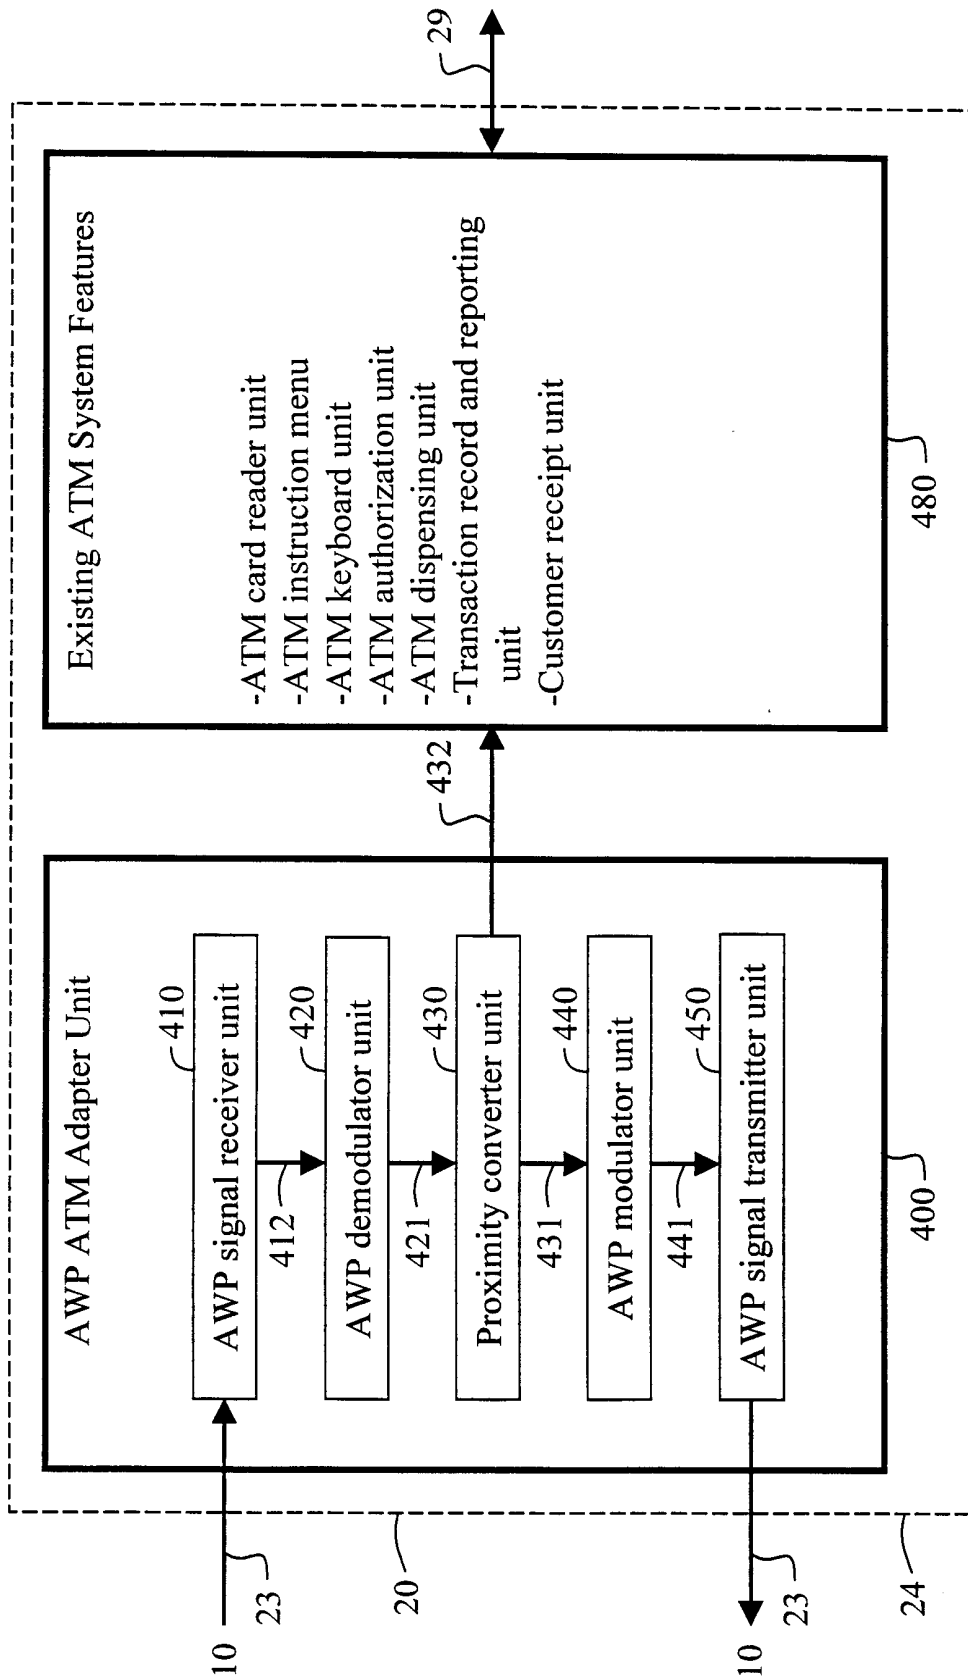 AWP ATM Adapter Unit
410
AWP signal receiver unit
412
420
AWP demodulator unit
421
430
Proximity converter unit
431
440
AWP modulator unit
441
450
AWP signal transmitter unit
400
10
23
20
10
23
24
432
Existing ATM System Features
-ATM card reader unit
-ATM instruction menu
-ATM keyboard unit
-ATM authorization unit
-ATM dispensing unit
-Transaction record and reporting
unit
-Customer receipt unit
480
29